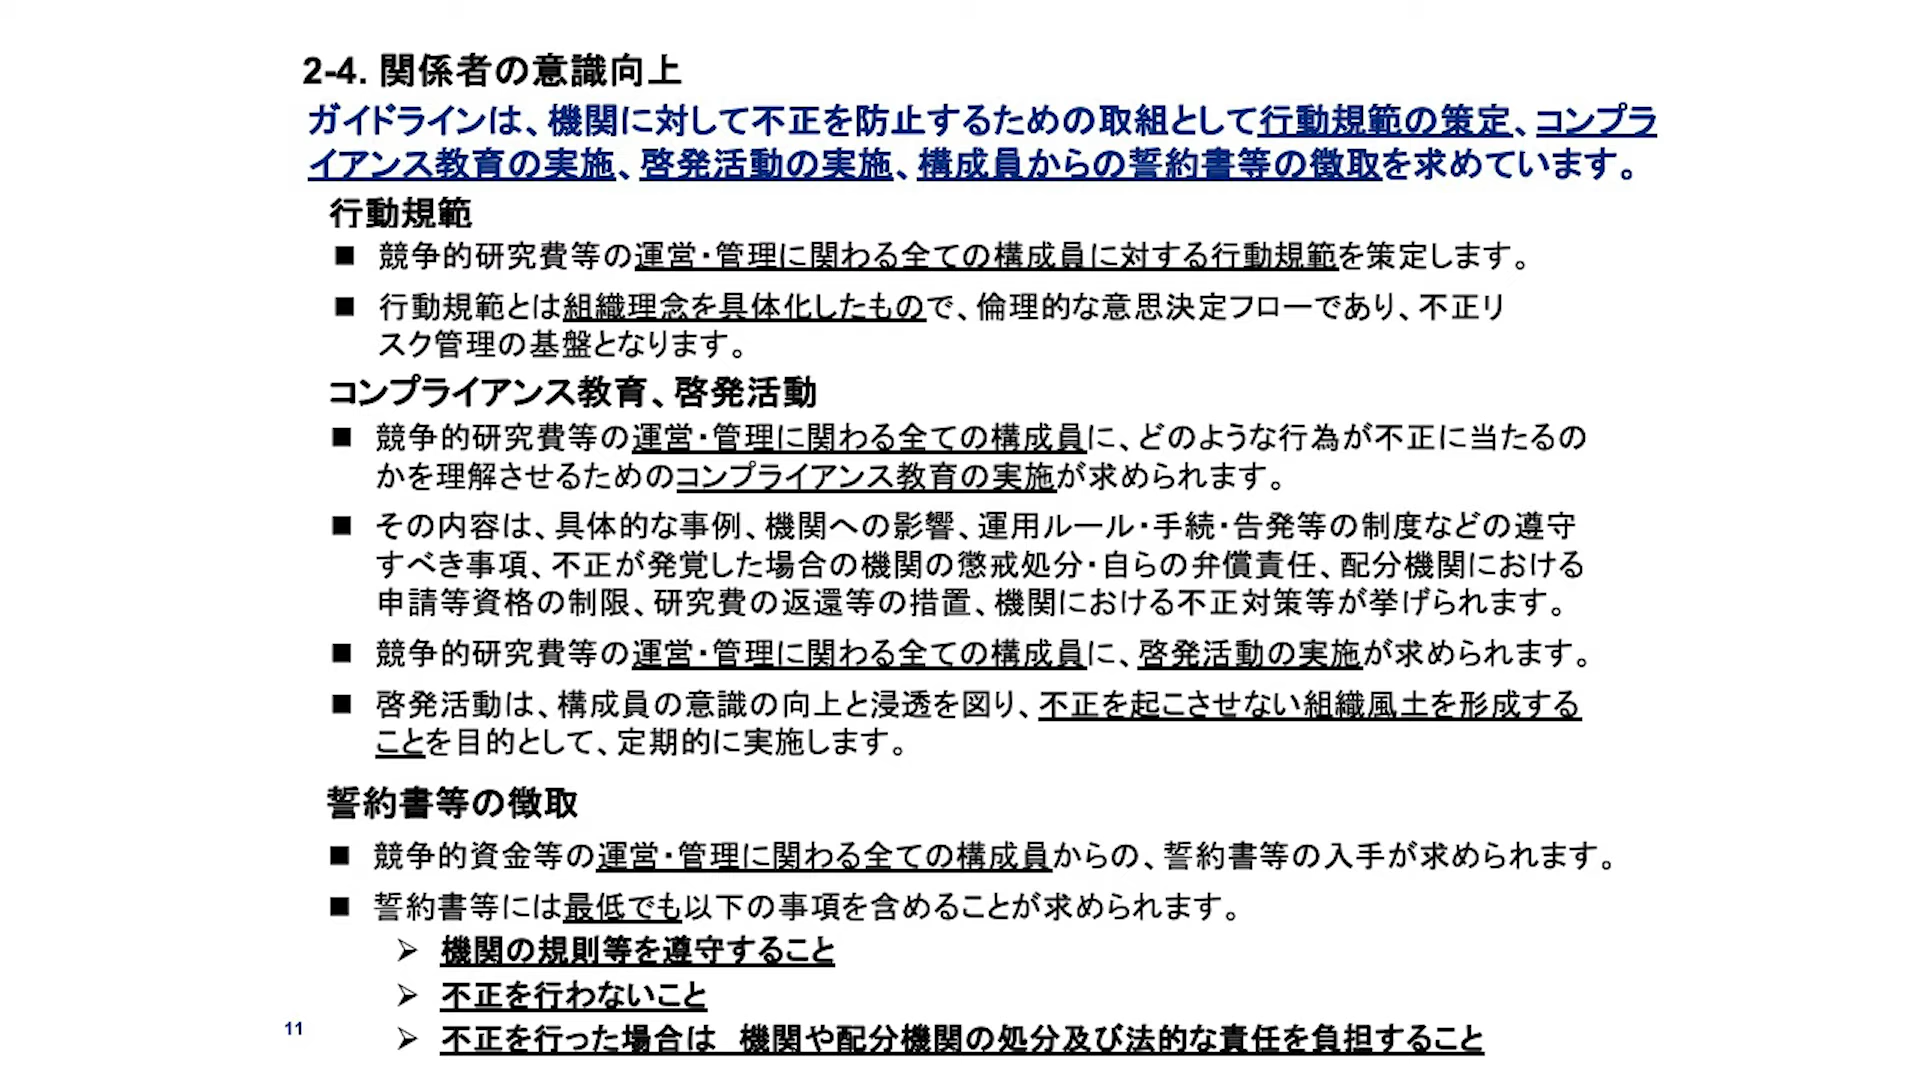 2-4. 関係者の意識向上
ガイドラインは、機関に対して不正を防止するための取組として行動規範の策定、コンプラ
イアンス教育の実施、啓発活動の実施、構成員からの誓約書等の徴取を求めています。
行動規範
■ 競争的研究費等の運営・管理に関わる全ての構成員に対する行動規範を策定します。
■ 行動規範とは組織理念を具体化したもので、倫理的な意思決定フローであり、不正リ
スク管理の基盤となります。
コンプライアンス教育、啓発活動
■ 競争的研究費等の運営・管理に関わる全ての構成員に、どのような行為が不正に当たるの
かを理解させるためのコンプライアンス教育の実施が求められます。
■ その内容は、具体的な事例、機関への影響、運用ルール・手続・告発等の制度などの遵守
すべき事項、不正が発覚した場合の機関の懲戒処分・自らの弁償責任、配分機関における
申請等資格の制限、研究費の返還等の措置、機関における不正対策等が挙げられます。
■ 競争的研究費等の運営・管理に関わる全ての構成員に、啓発活動の実施が求められます。
■ 啓発活動は、構成員の意識の向上と浸透を図り、不正を起こさせない組織風土を形成する
ことを目的として、定期的に実施します。
誓約書等の徴取
■ 競争的資金等の運営・管理に関わる全ての構成員からの、誓約書等の入手が求められます。
■ 誓約書等には最低でも以下の事項を含めることが求められます。
➢ 機関の規則等を遵守すること
➢ 不正を行わないこと
➢ 不正を行った場合は 機関や配分機関の処分及び法的な責任を負担すること
11